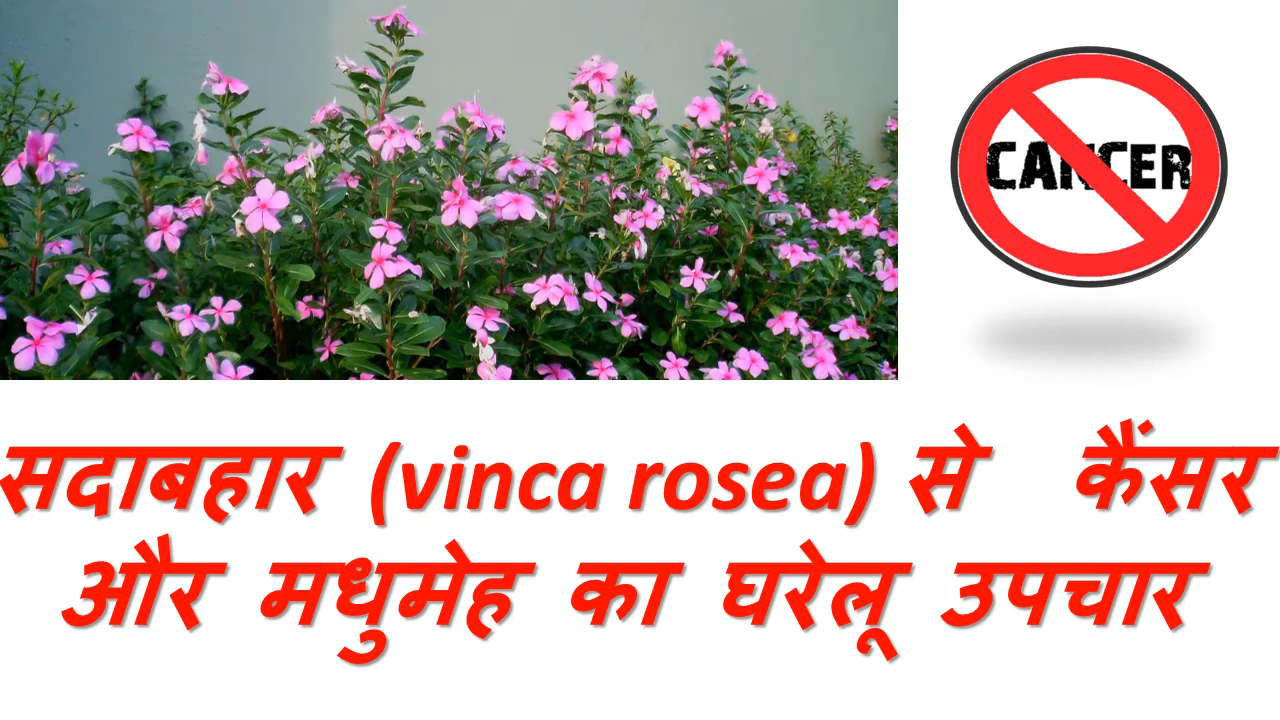 CANCER
सदाबहार (vinca rosea) से कैंसर
और मधुमेह का घरेलू उपचार